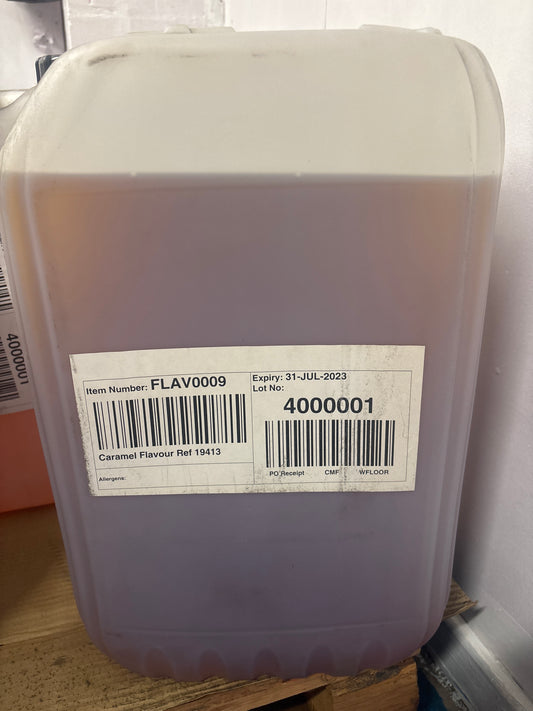 Item Number: FLAV0009
Caramel Flavour Ref 19413
Allergens:
Expiry: 31-JUL-2023
Lot No:
4000001
PO Receipt CMF WFLOOR
4000001